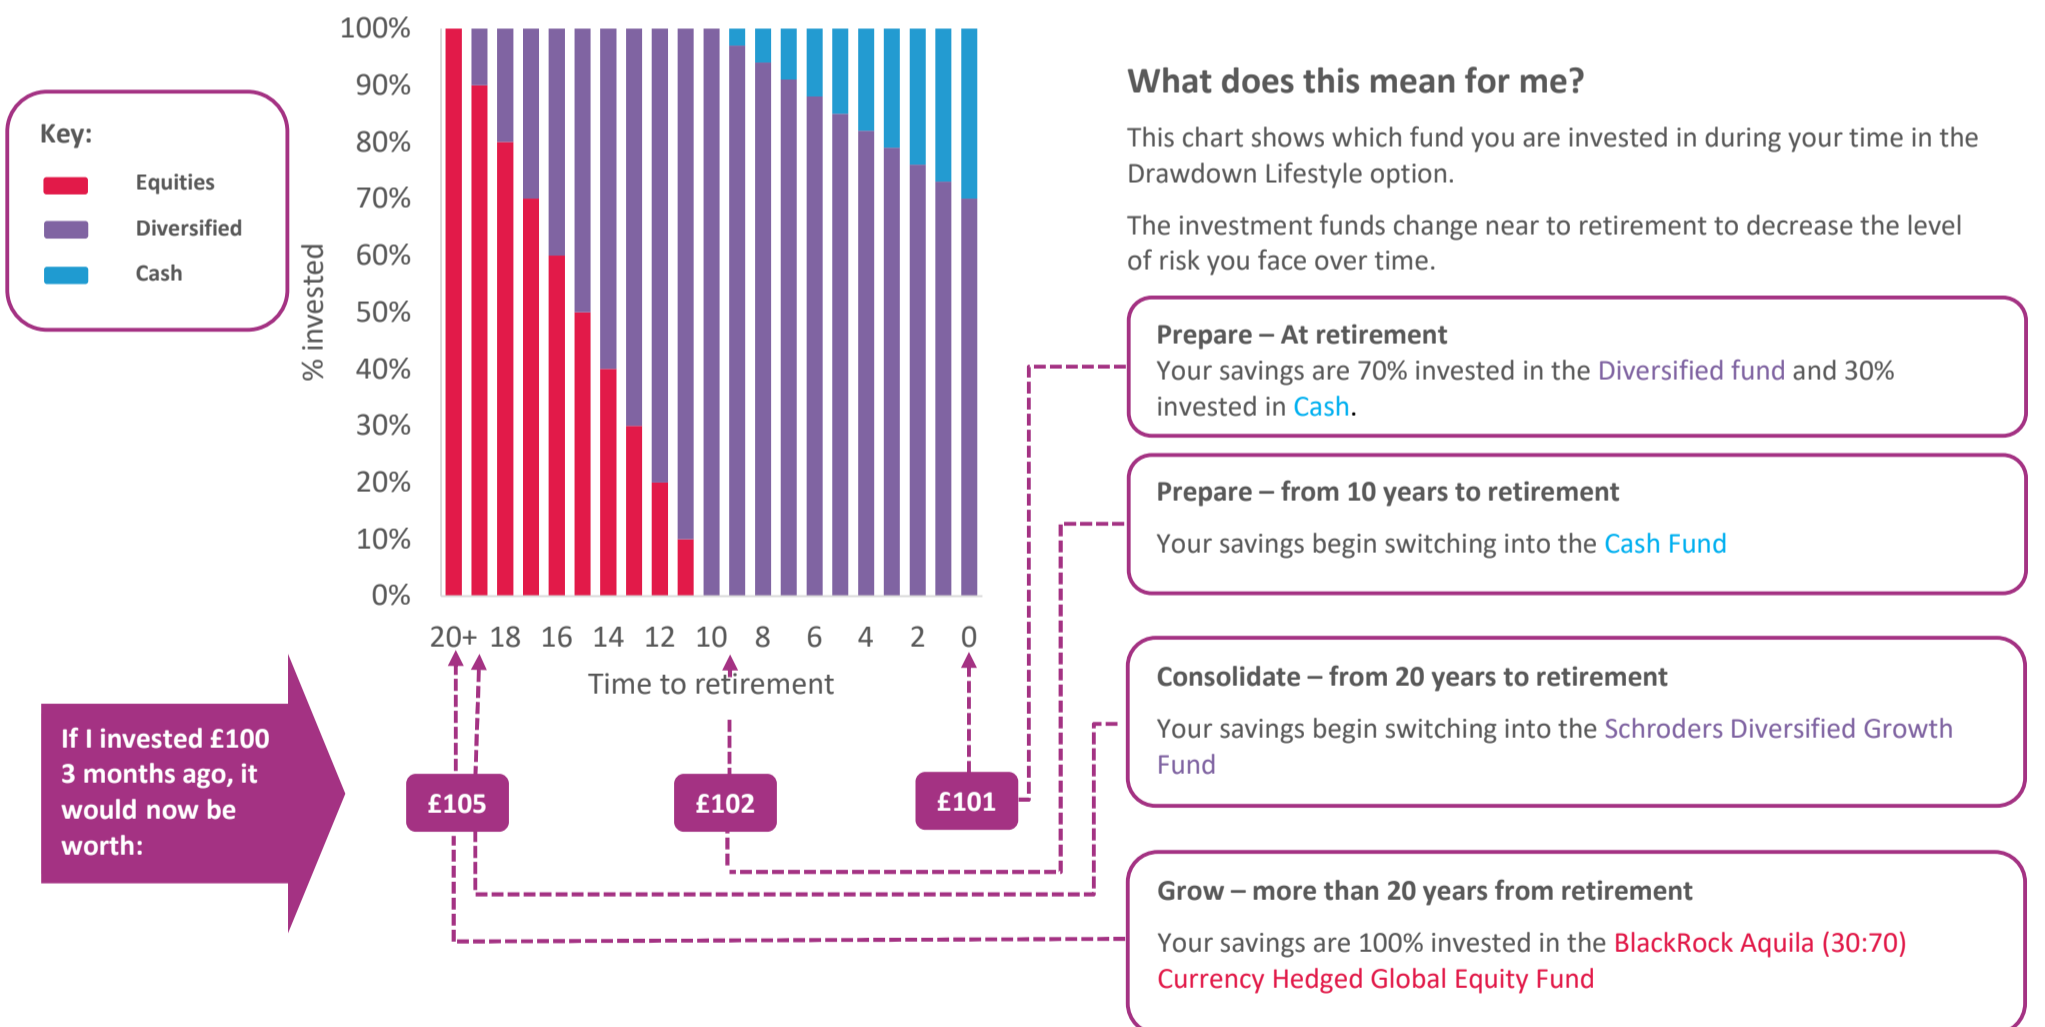 Key:
Equities
Diversified
Cash
% invested
100%
90%
80%
70%
60%
50%
40%
30%
20%
10%
0%
20+ 18 16 14 12 10 8 6 4 2 0
Time to retirement
If I invested £100
3 months ago, it
would now be
worth:
£105
£102
£101
What does this mean for me?
This chart shows which fund you are invested in during your time in the
Drawdown Lifestyle option.
The investment funds change near to retirement to decrease the level
of risk you face over time.
Prepare – At retirement
Your savings are 70% invested in the Diversified fund and 30%
invested in Cash.
Prepare – from 10 years to retirement
Your savings begin switching into the Cash Fund
Consolidate – from 20 years to retirement
Your savings begin switching into the Schroders Diversified Growth
Fund
Grow – more than 20 years from retirement
Your savings are 100% invested in the BlackRock Aquila (30:70)
Currency Hedged Global Equity Fund